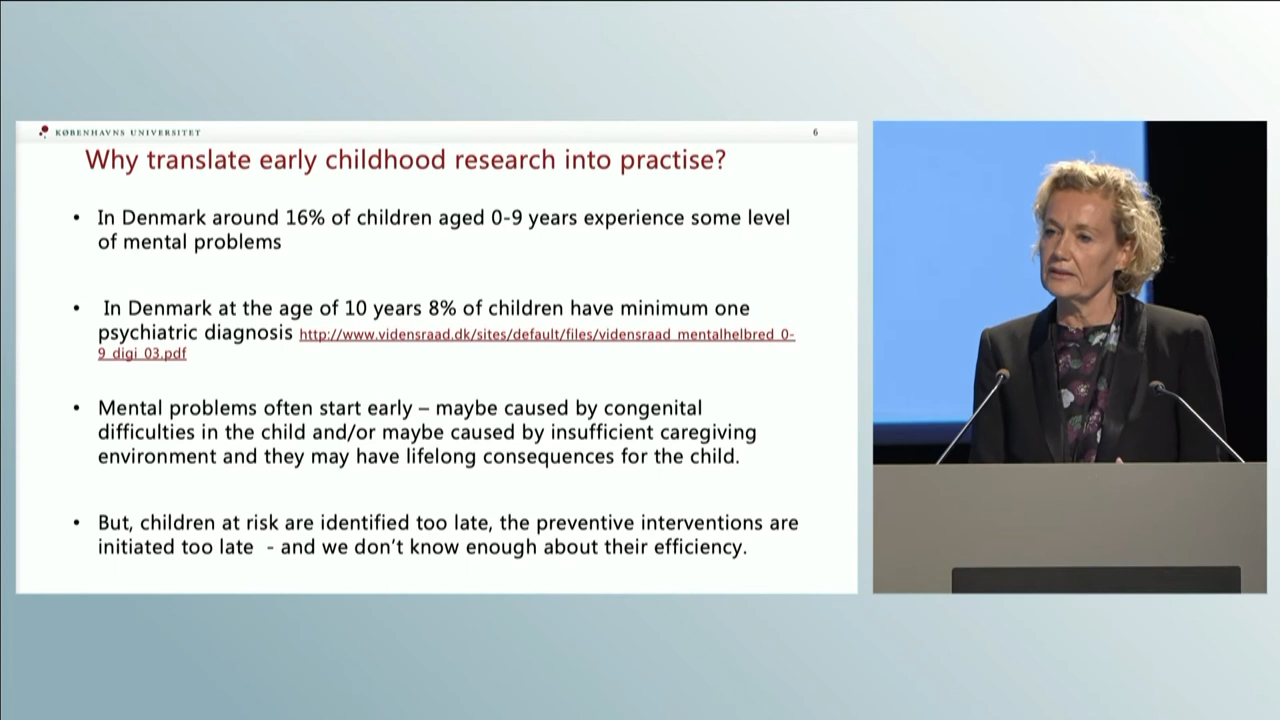 KØBENHAVNS UNIVERSITET
6
Why translate early childhood research into practise?
• In Denmark around 16% of children aged 0-9 years experience some level
of mental problems
• In Denmark at the age of 10 years 8% of children have minimum one
psychiatric diagnosis http://www.vidensraad.dk/sites/default/files/vidensraad_mentalhelbred_0-
9_digi_03.pdf
• Mental problems often start early – maybe caused by congenital
difficulties in the child and/or maybe caused by insufficient caregiving
environment and they may have lifelong consequences for the child.
• But, children at risk are identified too late, the preventive interventions are
initiated too late - and we don’t know enough about their efficiency.